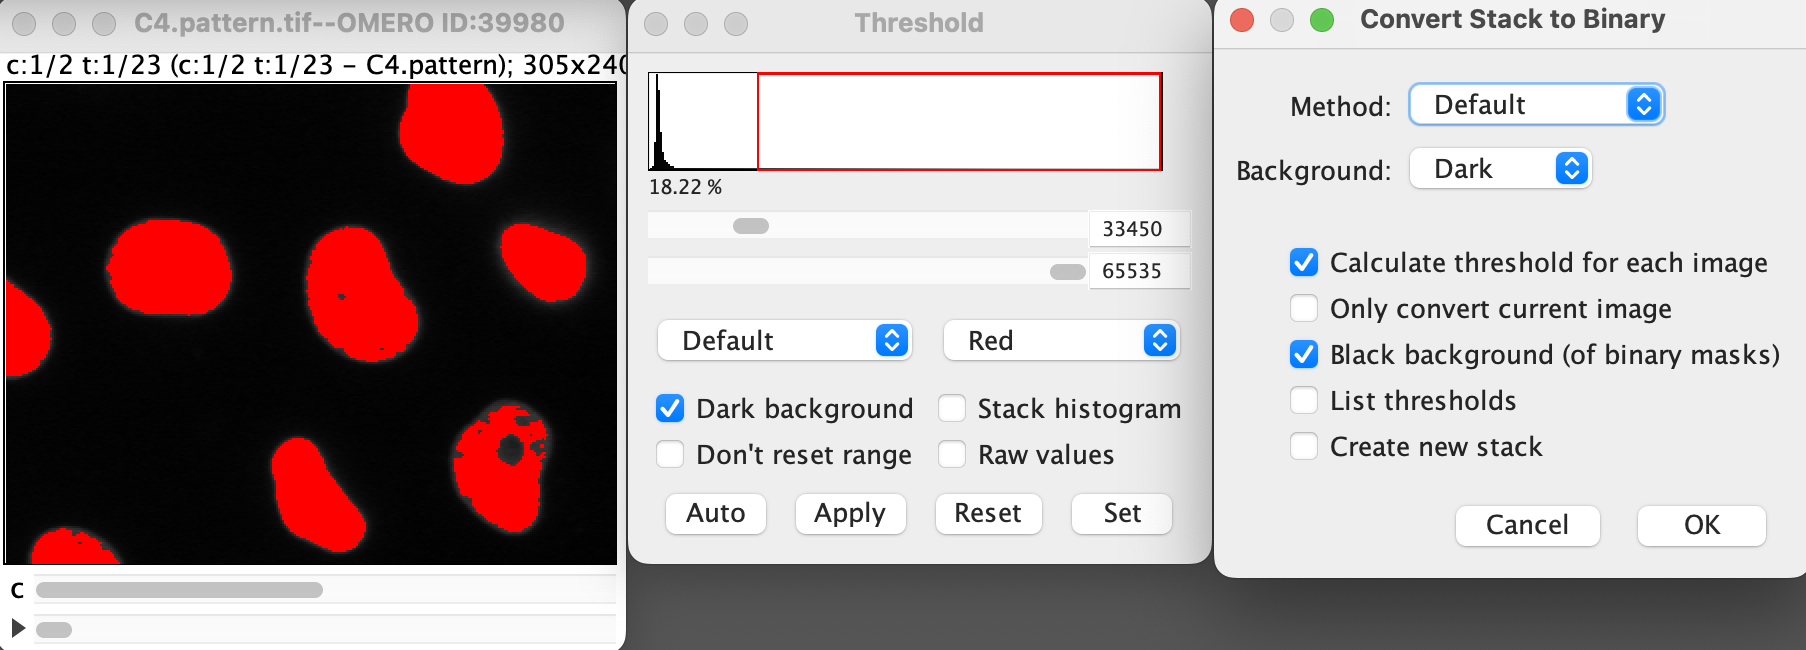 C4.pattern.tif--OMERO ID:39980
c:1/2 t:1/23 (c:1/2 t:1/23 - C4.pattern); 305x240
C
Threshold
18.22 %
33450
65535
Default
Red
Dark background
Stack histogram
Don't reset range
Raw values
Auto
Apply
Reset
Set
Convert Stack to Binary
Method: Default
Background: Dark
Calculate threshold for each image
Only convert current image
Black background (of binary masks)
List thresholds
Create new stack
Cancel
OK